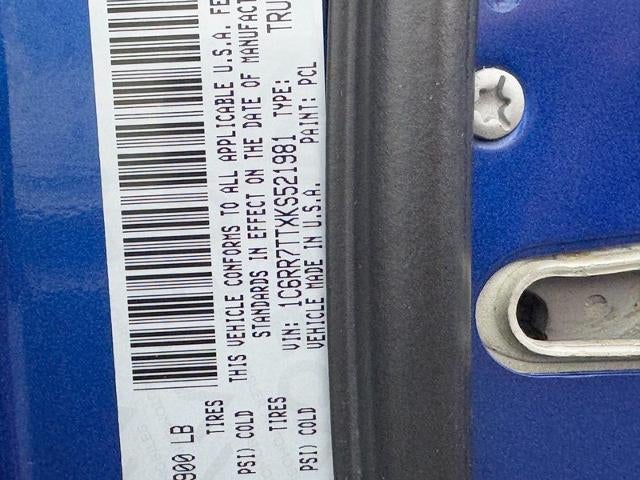 THIS VEHICLE CONFORMS TO ALL APPLICABLE U.S.A. FE
STANDARDS IN EFFECT ON THE DATE OF MANUFACT
VIN: 1C6RR7TTXKS521981 TYPE: TRU
VEHICLE MADE IN U.S.A. PAINT: PCL
900 LB
TIRES
PSI) COLD
TIRES
PSI) COLD